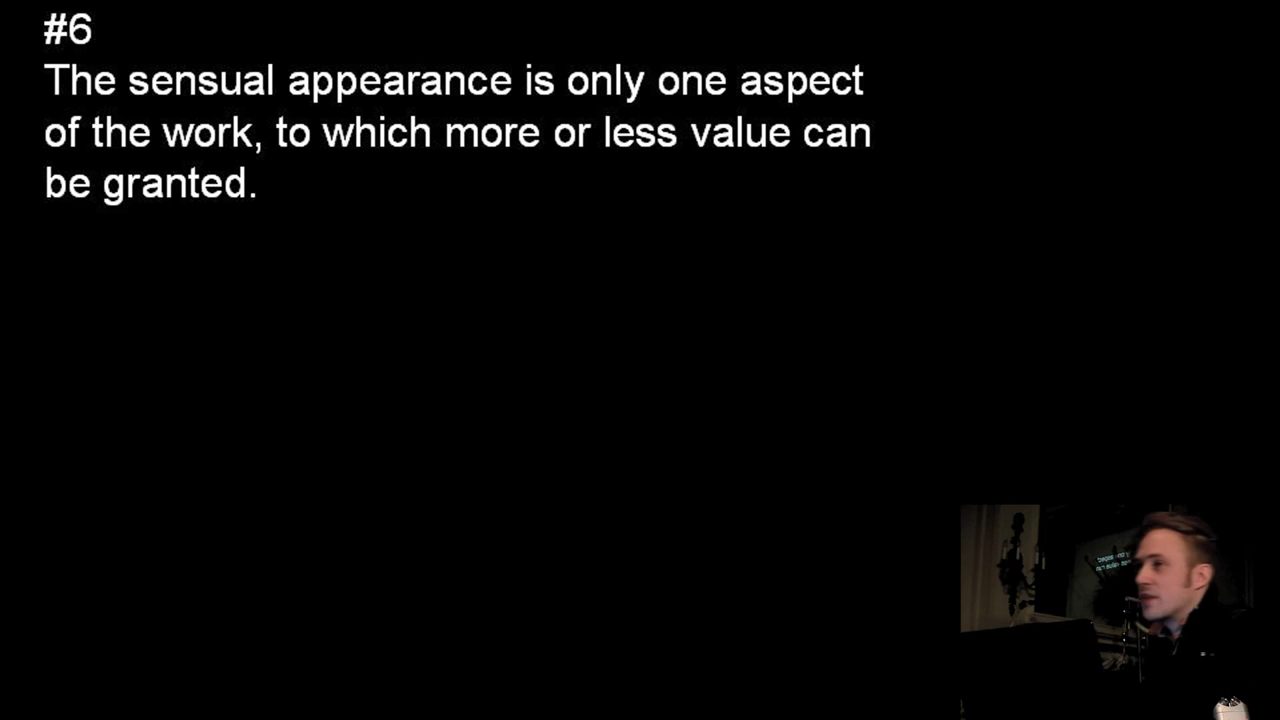 #6
The sensual appearance is only one aspect
of the work, to which more or less value can
be granted.